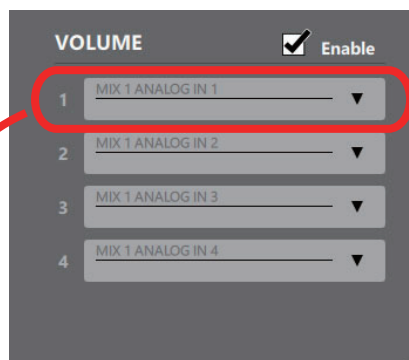 VOLUME Enable
1 MIX 1 ANALOG IN 1
2 MIX 1 ANALOG IN 2
3 MIX 1 ANALOG IN 3
4 MIX 1 ANALOG IN 4